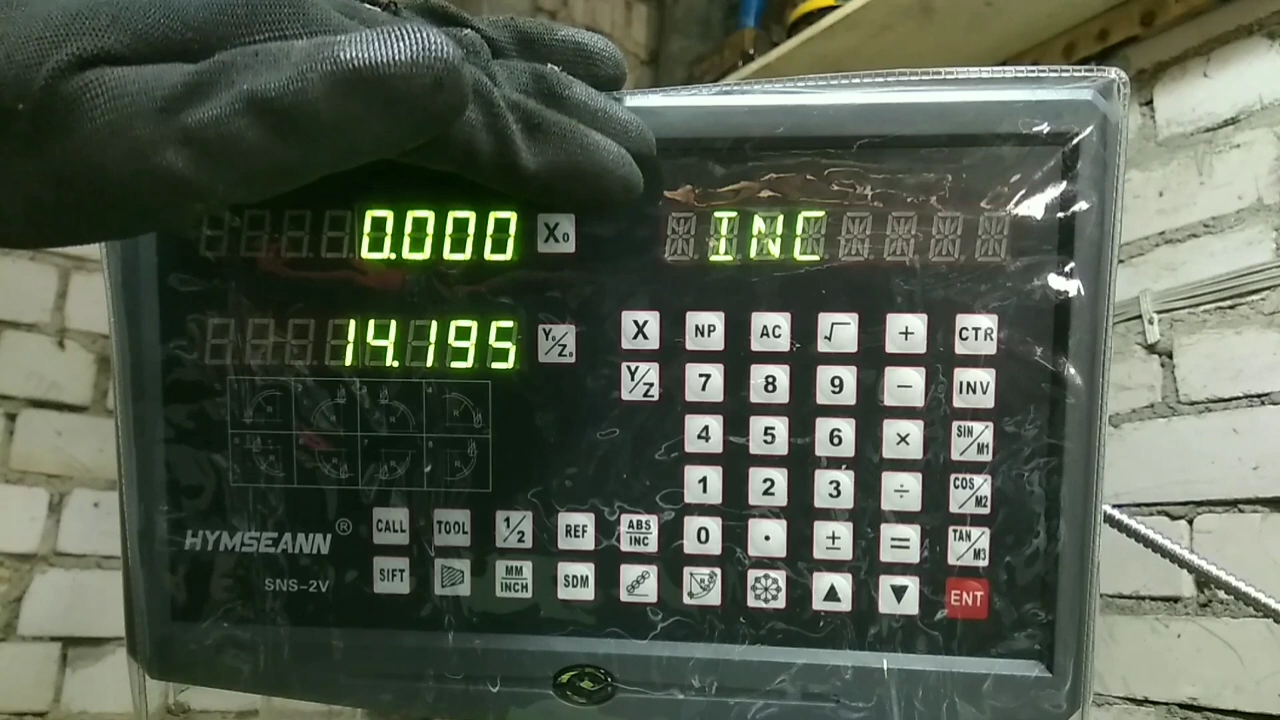 0.000 X₀ INC
14.195 Y₀/Z₀
X NP AC √ + CTR
Y/Z 7 8 9 − INV
4 5 6 × SIN/M1
1 2 3 ÷ COS/M2
CALL TOOL 1/2 REF ABS/INC 0 . ± = TAN/M3
SIFT MM/INCH SDM ▲ ▼ ENT
HYMSEANN®
SNS-2V